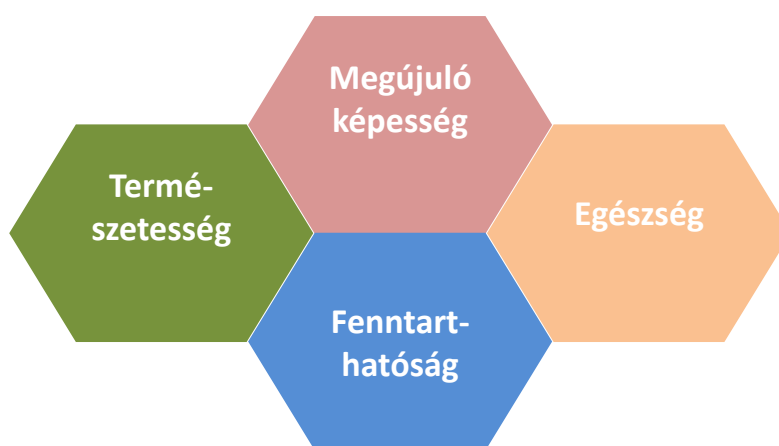 Megújuló
képesség
Termé-
szetesség
Egészség
Fenntart-
hatóság